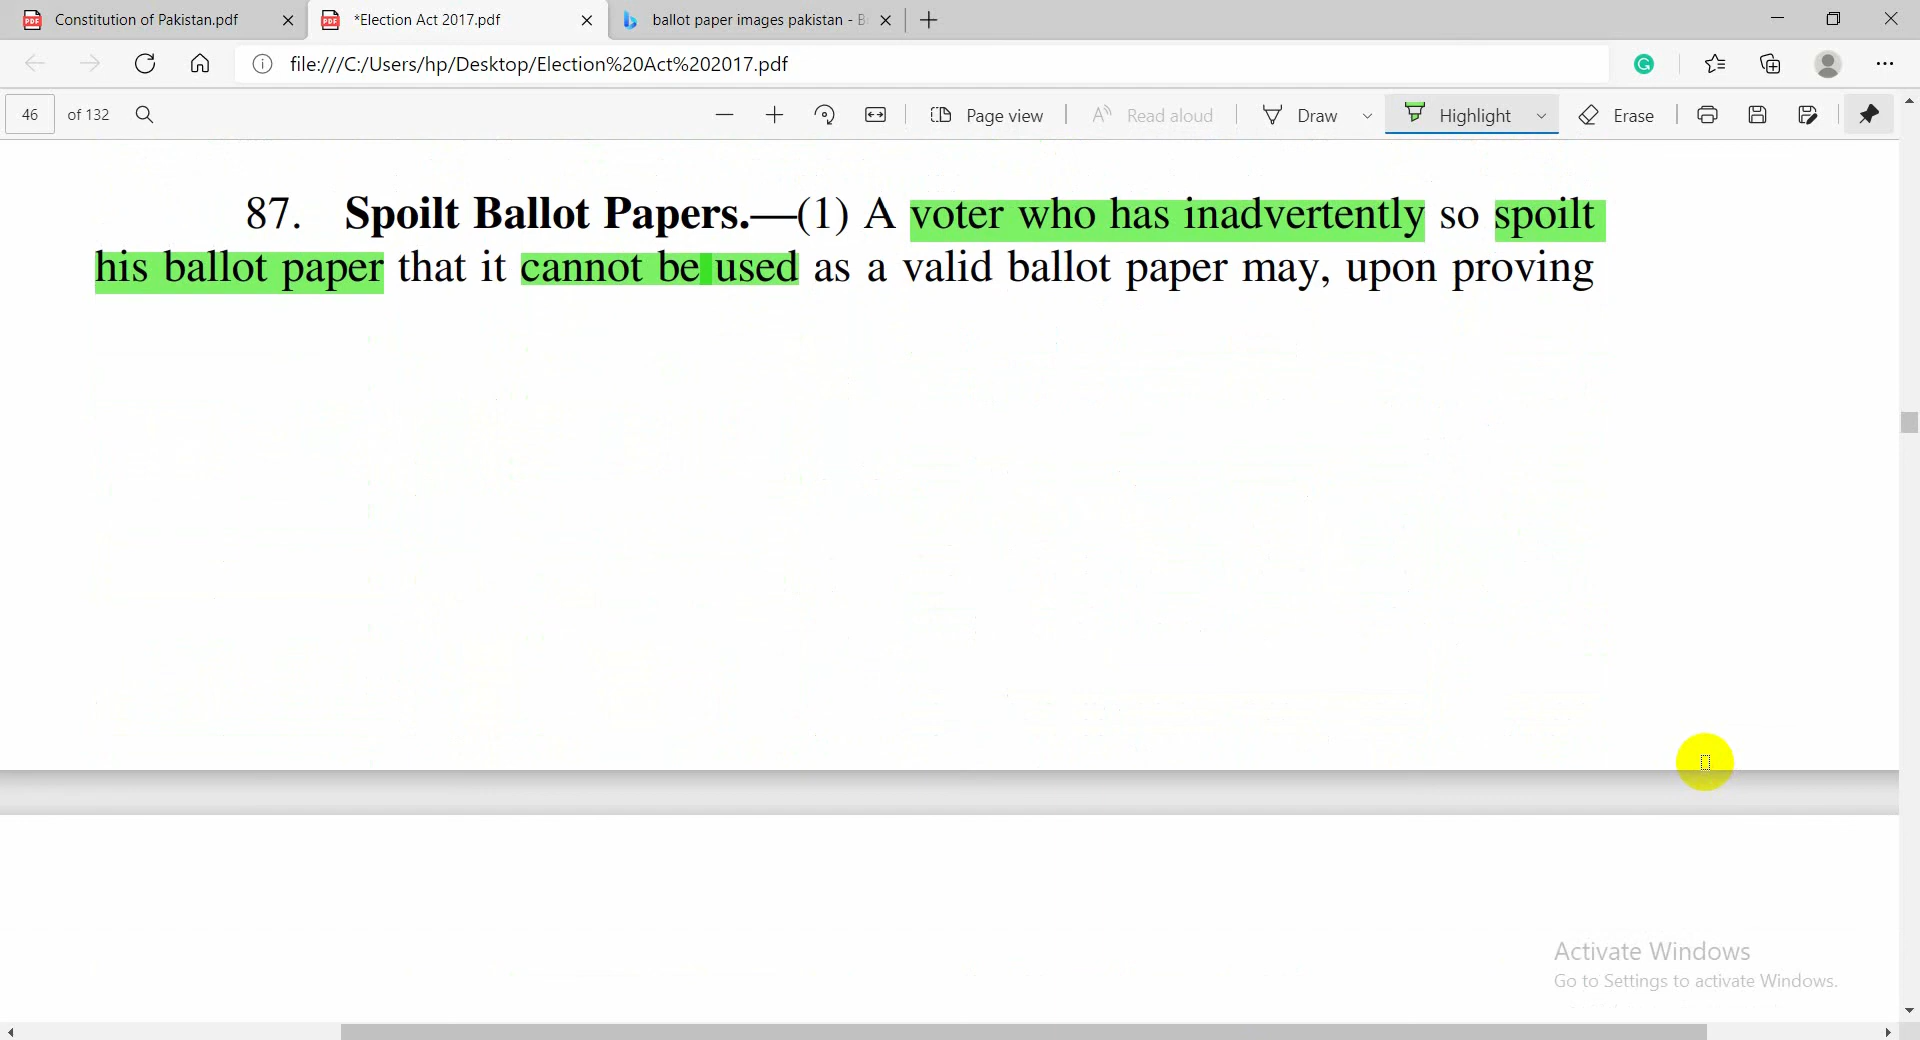 Constitution of Pakistan.pdf
*Election Act 2017.pdf
ballot paper images pakistan - B
file:///C:/Users/hp/Desktop/Election%20Act%202017.pdf
46 of 132
Page view
Read aloud
Draw
Highlight
Erase
87. Spoilt Ballot Papers.—(1) A voter who has inadvertently so spoilt
his ballot paper that it cannot be used as a valid ballot paper may, upon proving
Activate Windows
Go to Settings to activate Windows.